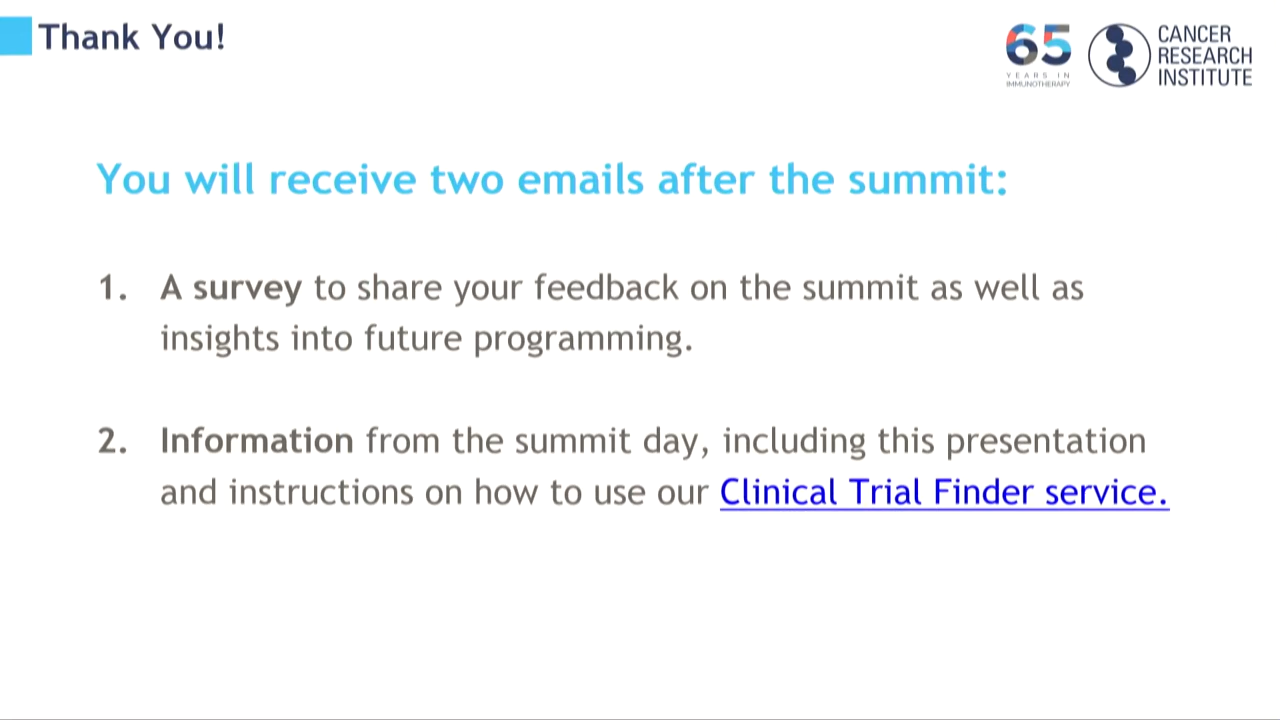 Thank You!
65
YEARS IN
IMMUNOTHERAPY
CANCER
RESEARCH
INSTITUTE
You will receive two emails after the summit:
1. A survey to share your feedback on the summit as well as
insights into future programming.
2. Information from the summit day, including this presentation
and instructions on how to use our Clinical Trial Finder service.